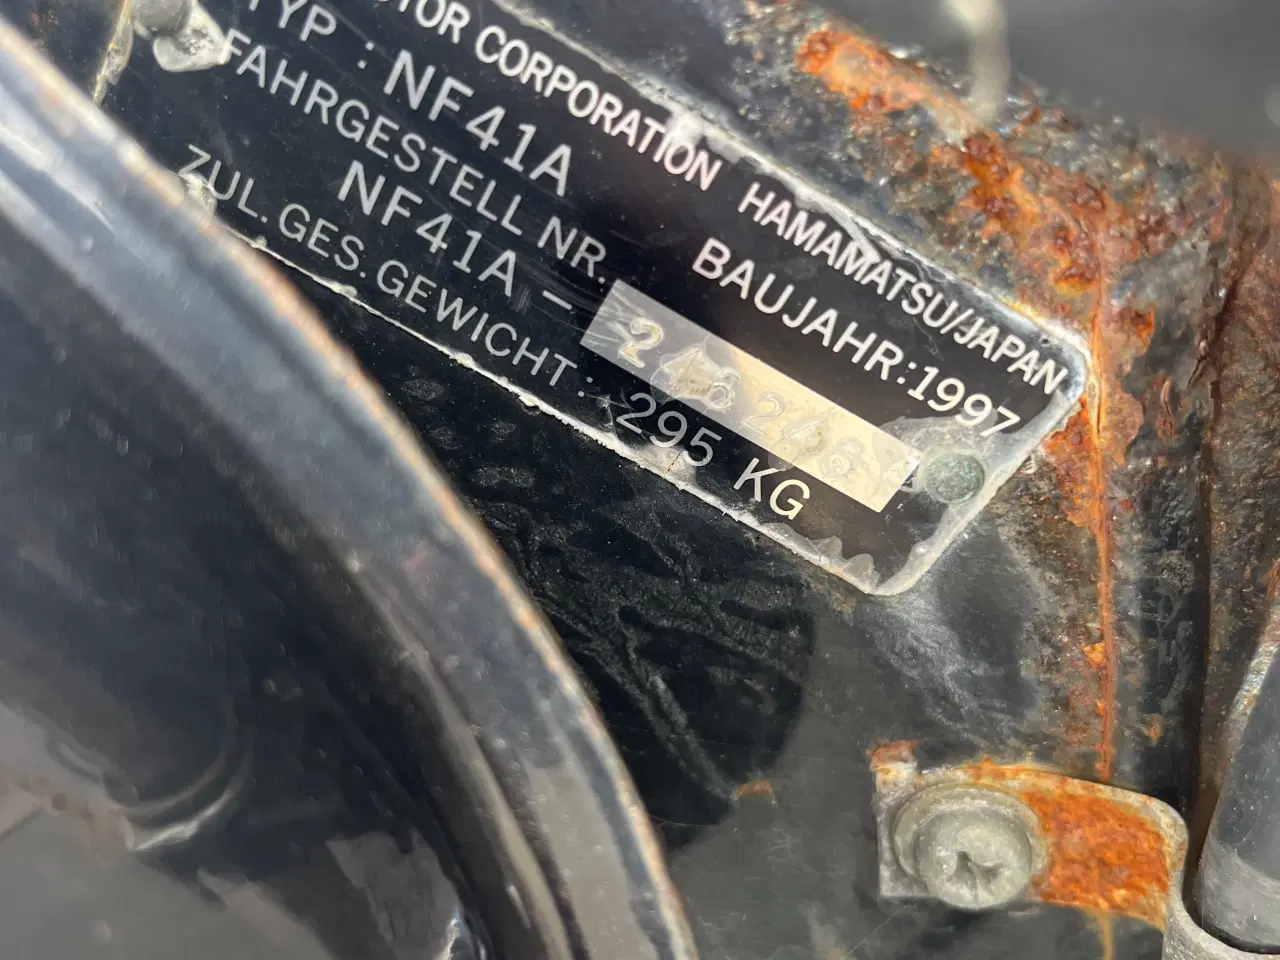 TOR CORPORATION HAMAMATSU/JAPAN
TYP : NF41A BAUJAHR:1997
FAHRGESTELL NR.
NF41A –
ZUL. GES. GEWICHT : 295 KG